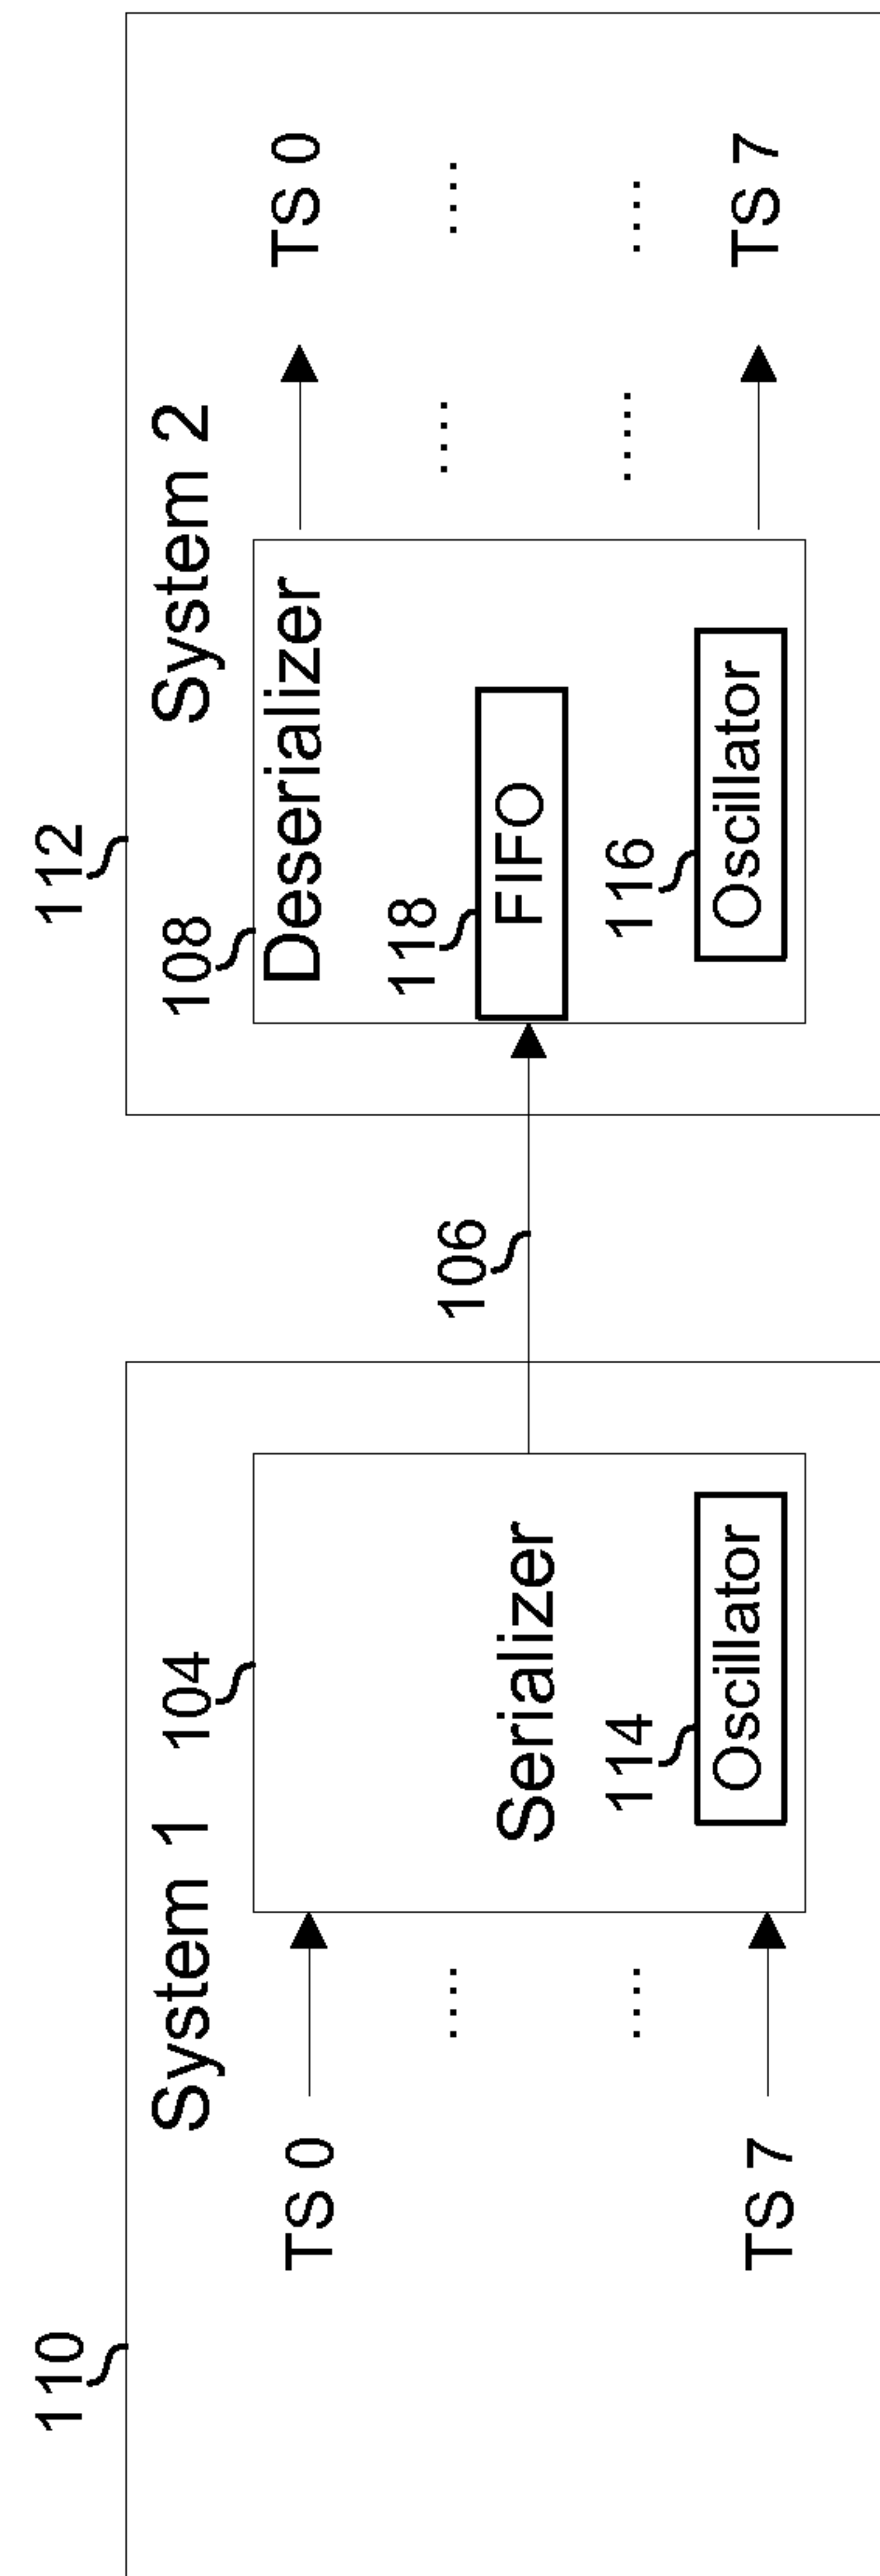 110
System 1
104
TS 0
....
....
TS 7
Serializer
114
Oscillator
106
112
System 2
108
Deserializer
118
FIFO
116
Oscillator
....
.....
TS 0
....
....
TS 7